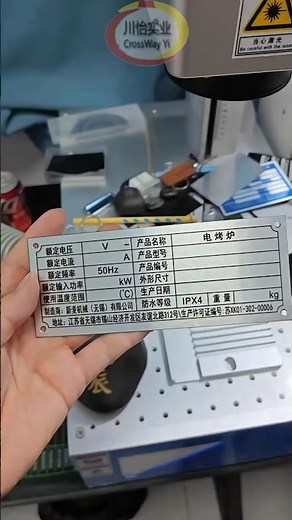 川怡实业
CrossWay Yi
当心激光
Be careful with the laser
额定电压 V ~ 产品名称 电烤炉
额定电流 A 产品型号
额定频率 50Hz 产品编号
额定输入功率 kW 外形尺寸
使用温度范围 (℃) 生产日期
防水等级 IPX4 重量 kg
制造商：新麦机械（无锡）有限公司
地址：江苏省无锡市锡山经济开发区友谊北路312号\生产许可证编号：苏XK01-302-00006